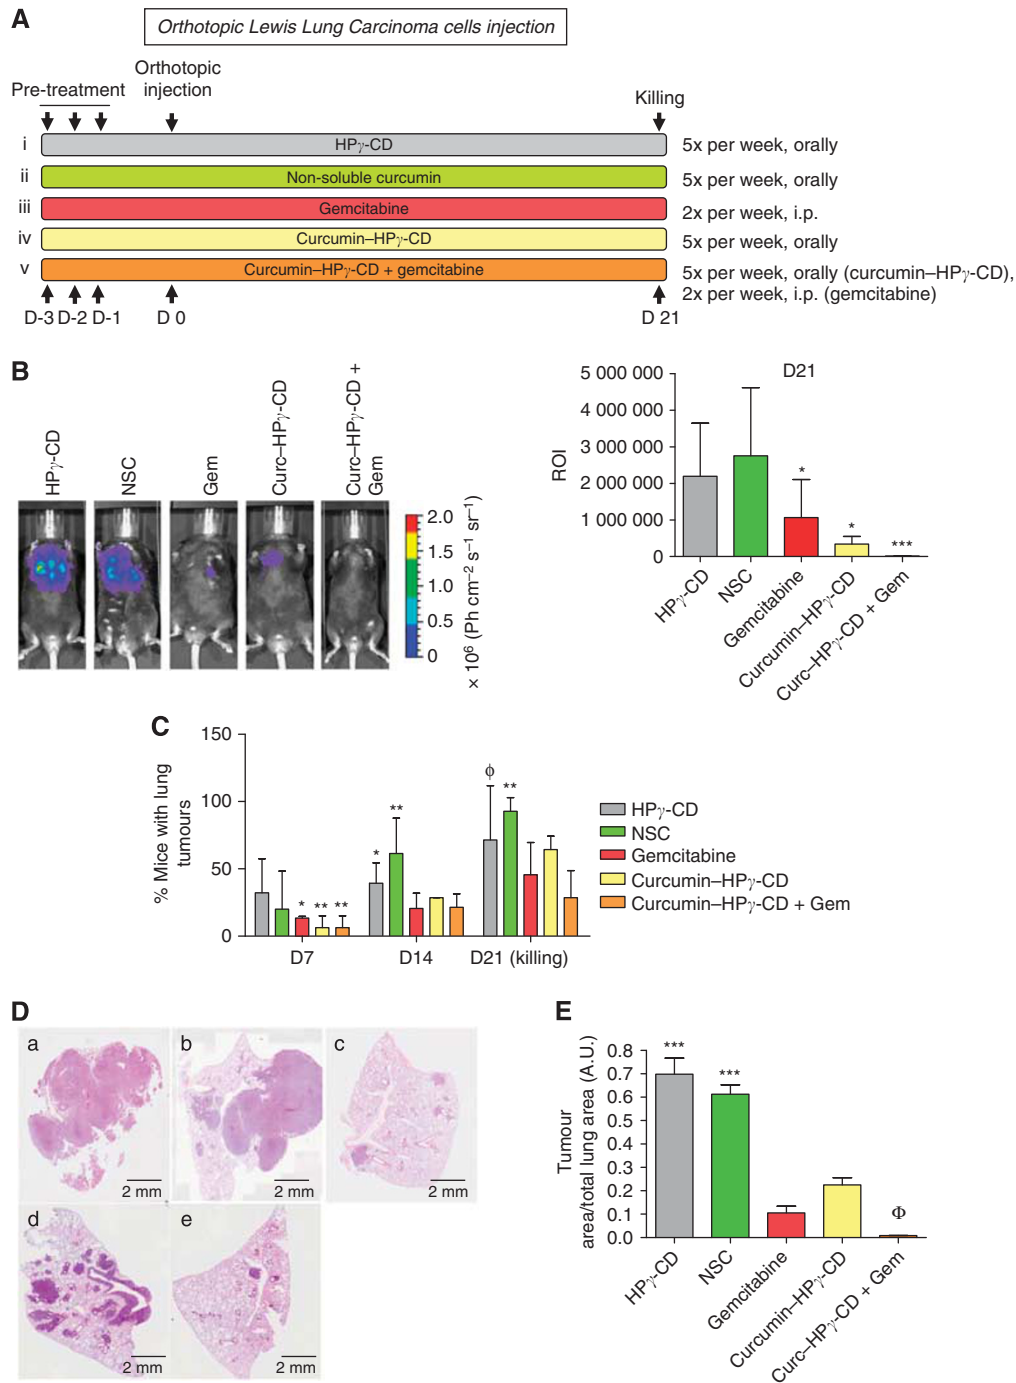 A
Orthotopic Lewis Lung Carcinoma cells injection
Pre-treatment
Orthotopic
injection
Killing
i
HPγ-CD
5x per week, orally
ii
Non-soluble curcumin
5x per week, orally
iii
Gemcitabine
2x per week, i.p.
iv
Curcumin–HPγ-CD
5x per week, orally
v
Curcumin–HPγ-CD + gemcitabine
5x per week, orally (curcumin–HPγ-CD),
2x per week, i.p. (gemcitabine)
D-3 D-2 D-1
D 0
D 21
B
HPγ-CD
NSC
Gem
Curc–HPγ-CD
Curc–HPγ-CD +
Gem
2.0
1.5
1.0
0.5
0
× 10⁶ (Ph cm⁻² s⁻¹ sr⁻¹)
D21
ROI
5 000 000
4 000 000
3 000 000
2 000 000
1 000 000
0
*
*
***
HPγ-CD
NSC
Gemcitabine
Curcumin–HPγ-CD
Curc–HPγ-CD + Gem
C
% Mice with lung
tumours
150
100
50
0
*
**
**
*
**
ϕ
**
D7
D14
D21 (killing)
HPγ-CD
NSC
Gemcitabine
Curcumin–HPγ-CD
Curcumin–HPγ-CD + Gem
D
a
2 mm
b
2 mm
c
2 mm
d
2 mm
e
2 mm
E
Tumour
area/total lung area (A.U.)
0.8
0.7
0.6
0.5
0.4
0.3
0.2
0.1
0.0
***
***
Φ
HPγ-CD
NSC
Gemcitabine
Curcumin–HPγ-CD
Curc–HPγ-CD + Gem